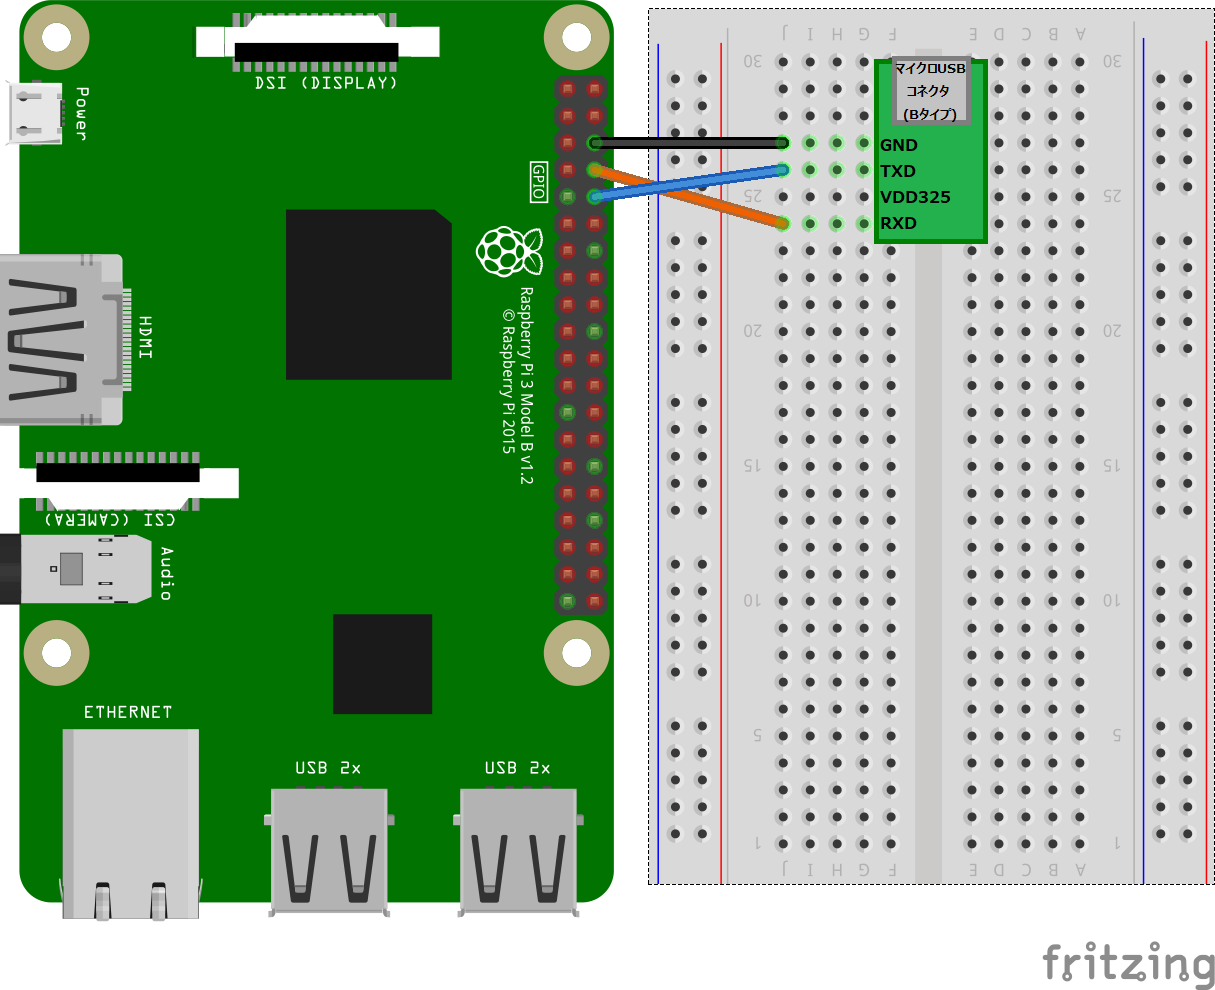 DSI (DISPLAY)
Power
GPIO
HDMI
Raspberry Pi 3 Model B v1.2
© Raspberry Pi 2015
CSI (CAMERA)
Audio
ETHERNET
USB 2x
USB 2x
J I H G F E D C B A
30 30
マイクロUSB
コネクタ
(Bタイプ)
GND
TXD
VDD325
RXD
25 25
20 20
15 15
10 10
5 5
1 1
J I H G F E D C B A
fritzing